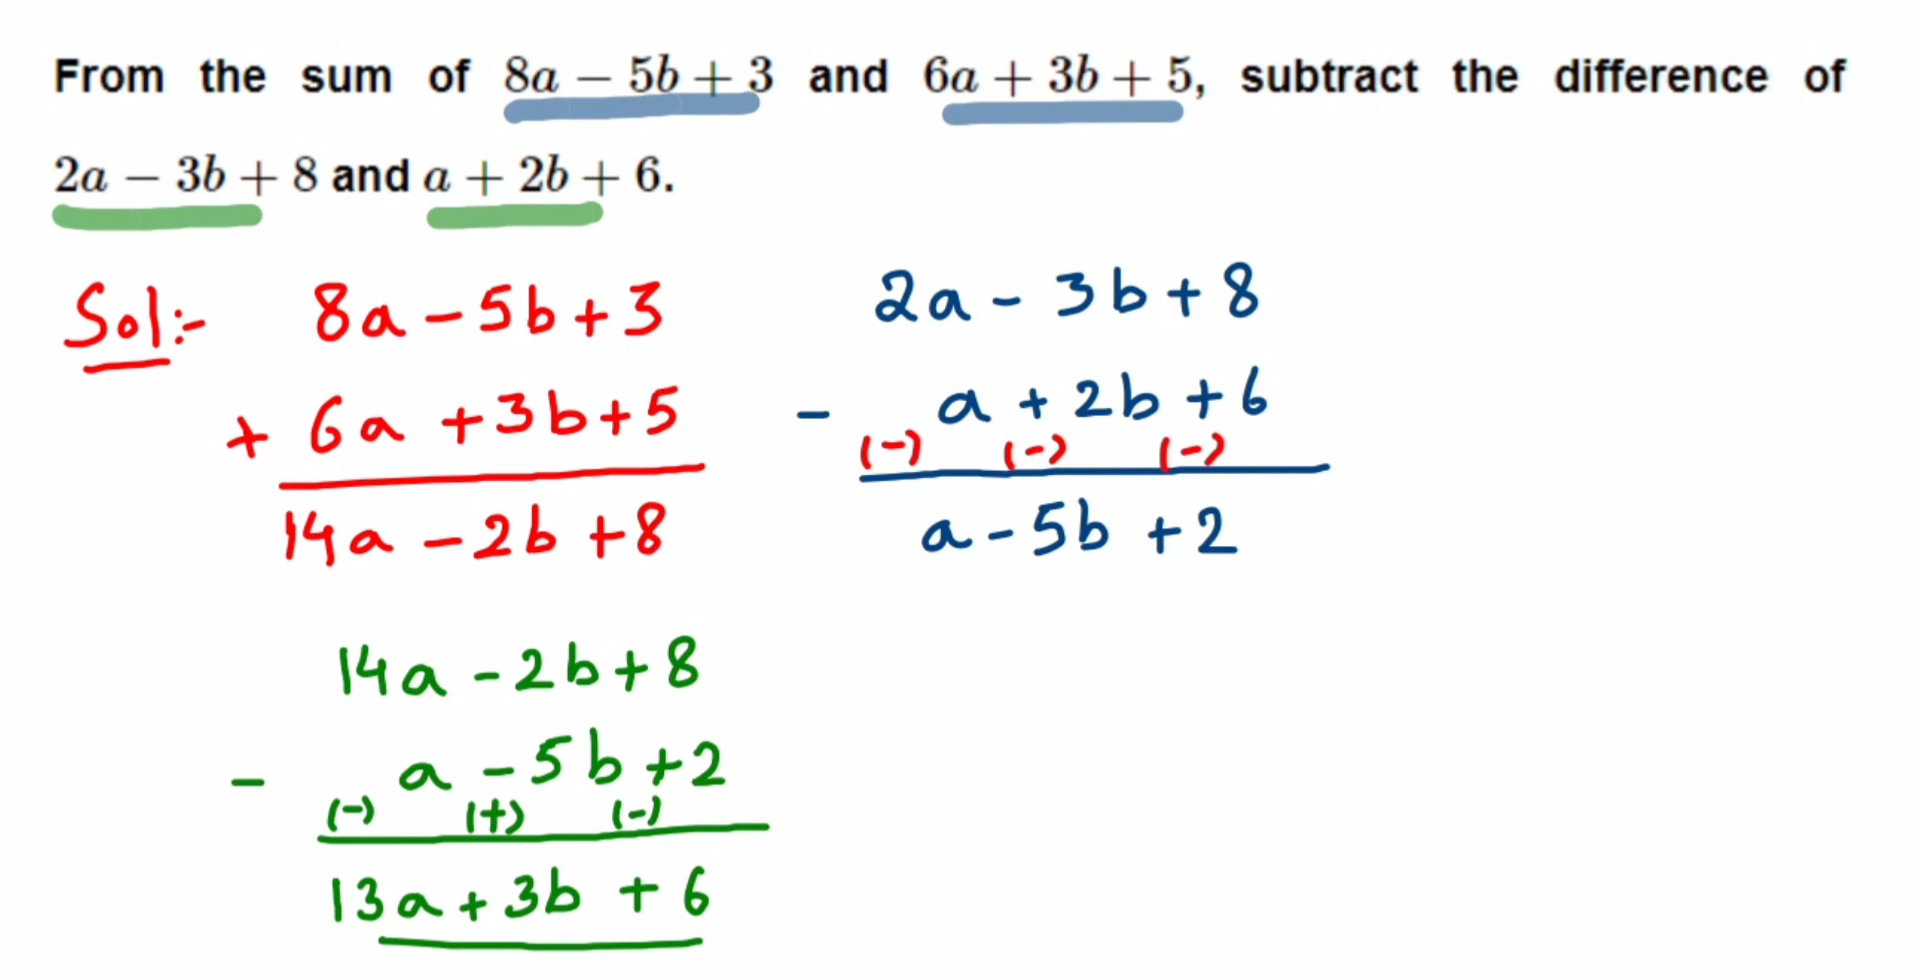 From the sum of 8a − 5b + 3 and 6a + 3b + 5, subtract the difference of
2a − 3b + 8 and a + 2b + 6.
Sol:-
8a - 5b + 3
+ 6a + 3b + 5
14a - 2b + 8
2a - 3b + 8
- a + 2b + 6
(-) (-) (-)
a - 5b + 2
14a - 2b + 8
- a - 5b + 2
(-) (+) (-)
13a + 3b + 6